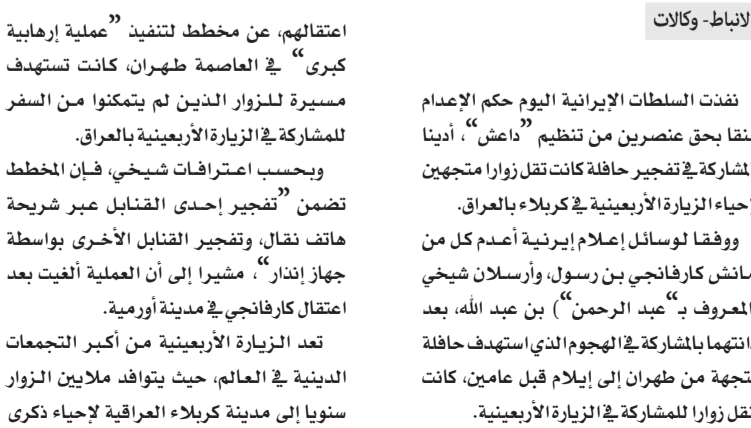 الانباط- وكالات
نفذت السلطات الإيرانية اليوم حكم الإعدام
شنقا بحق عنصرين من تنظيم “داعش“، أدينا
بالمشاركة في تفجير حافلة كانت تقل زوارا متجهين
لإحياء الزيارة الأربعينية في كربلاء بالعراق.
ووفقا لوسائل إعلام إيرنية أعدم كل من
مانش كارفانجي بن رسول، وأرسلان شيخي
المعروف بـ“عبد الرحمن“) بن عبد الله، بعد
إدانتهما بالمشاركة في الهجوم الذي استهدف حافلة
متجهة من طهران إلى إيلام قبل عامين، كانت
تقل زوارا للمشاركة في الزيارة الأربعينية.
اعتقالهم، عن مخطط لتنفيذ “عملية إرهابية
كبرى“ في العاصمة طهران، كانت تستهدف
مسيرة للزوار الذين لم يتمكنوا من السفر
للمشاركة في الزيارة الأربعينية بالعراق.
وبحسب اعترافات شيخي، فإن المخطط
تضمن “تفجير إحدى القنابل عبر شريحة
هاتف نقال، وتفجير القنابل الأخرى بواسطة
جهاز إنذار“، مشيرا إلى أن العملية ألغيت بعد
اعتقال كارفانجي في مدينة أورمية.
تعد الزيارة الأربعينية من أكبر التجمعات
الدينية في العالم، حيث يتوافد ملايين الزوار
سنويا إلى مدينة كربلاء العراقية لإحياء ذكرى